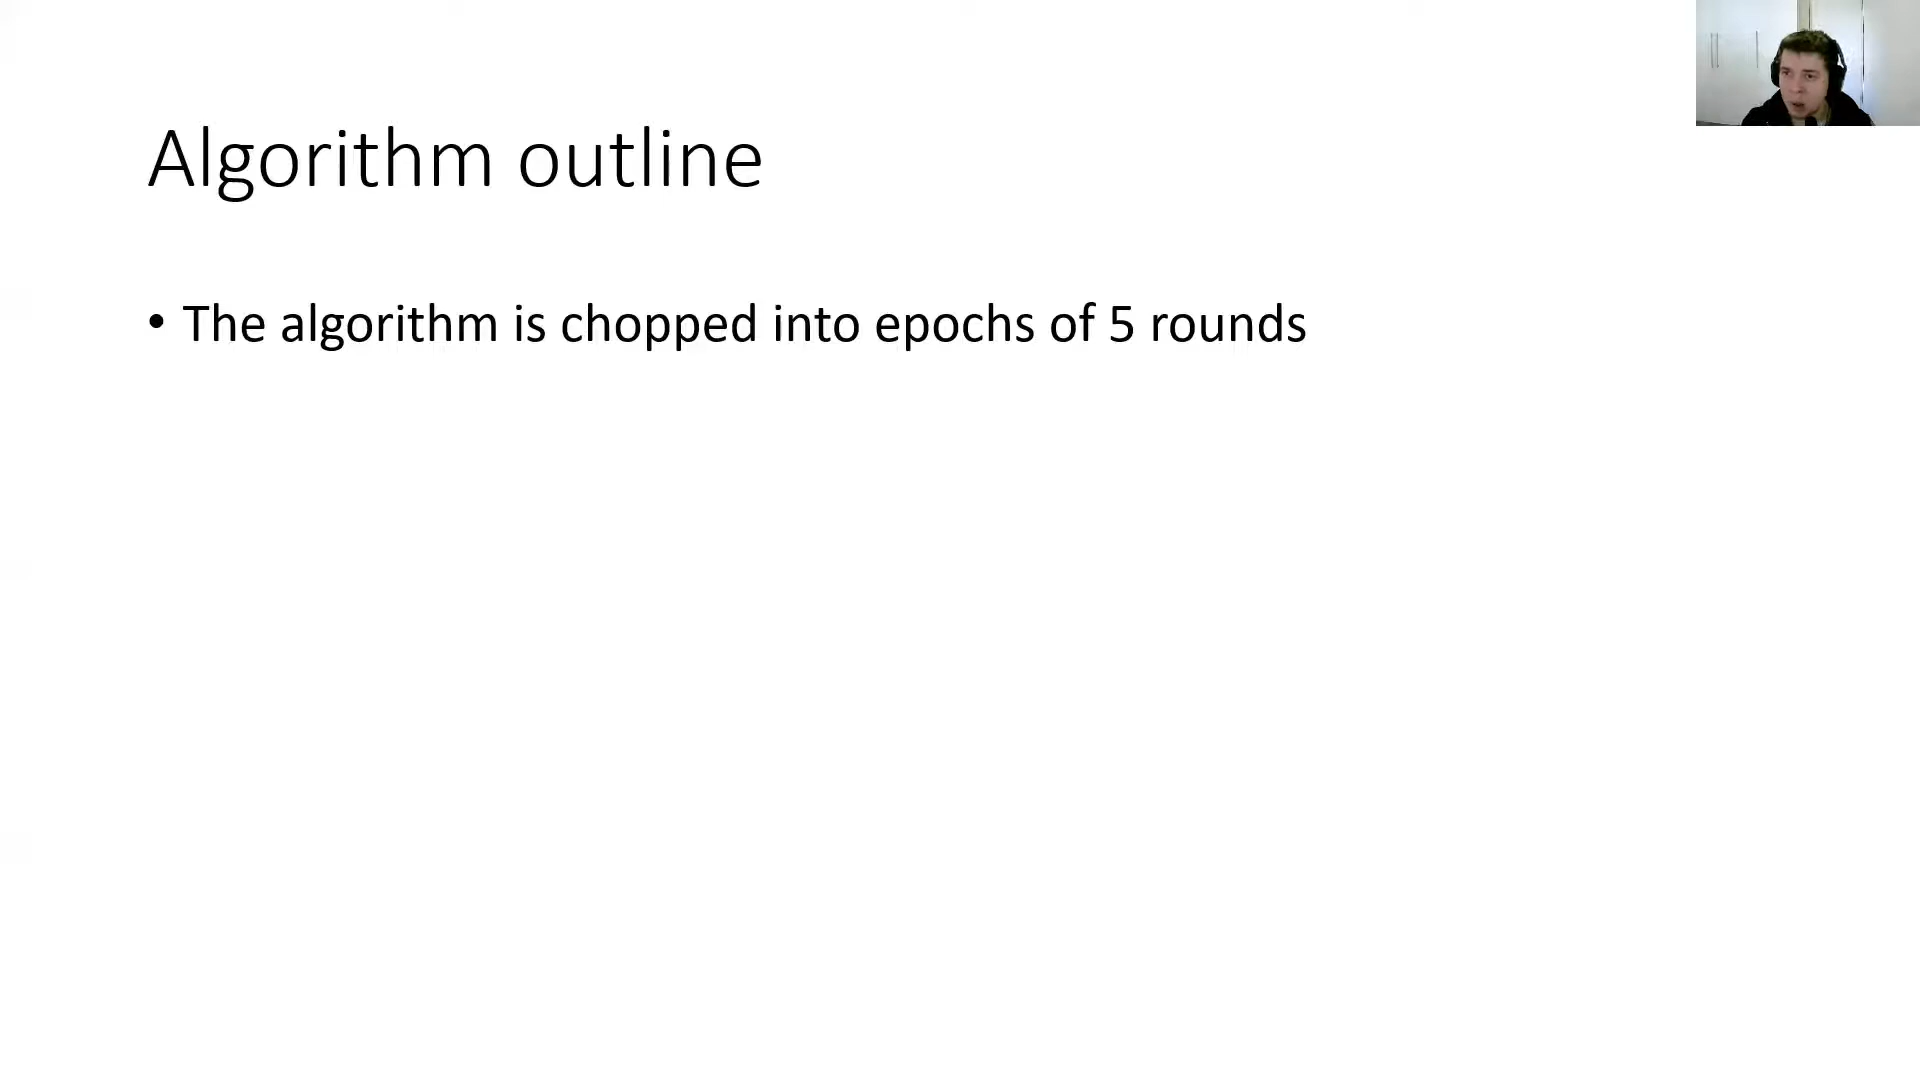 Algorithm outline
• The algorithm is chopped into epochs of 5 rounds